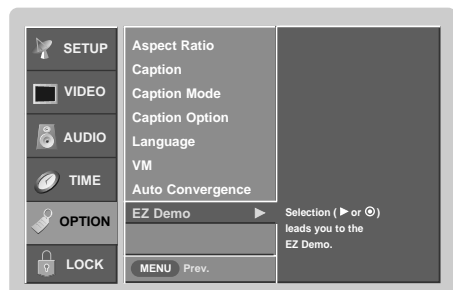 SETUP
VIDEO
AUDIO
TIME
OPTION
LOCK
Aspect Ratio
Caption
Caption Mode
Caption Option
Language
VM
Auto Convergence
EZ Demo ▶
MENU Prev.
Selection ( ▶ or ⦿ )
leads you to the
EZ Demo.